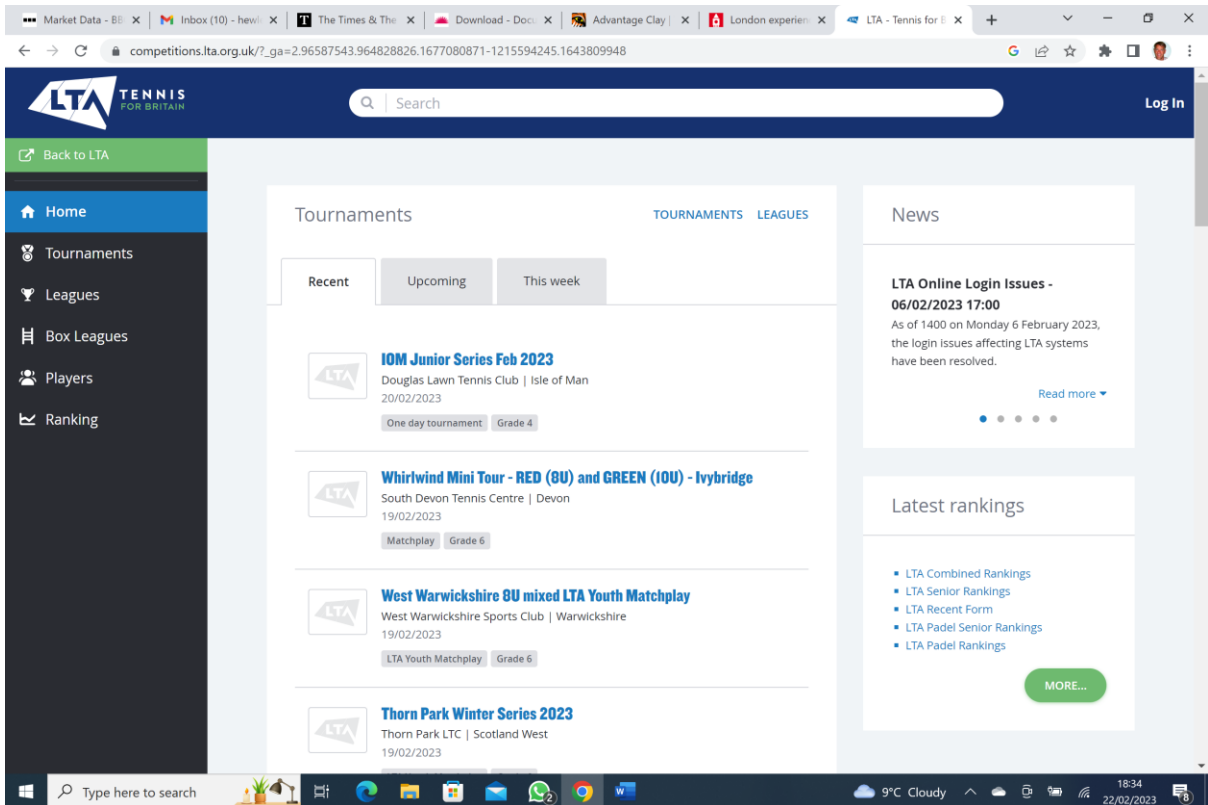 Market Data - BB
Inbox (10) - hewl
The Times & The
Download - Docu
Advantage Clay |
London experien
LTA - Tennis for B
competitions.lta.org.uk/?_ga=2.96587543.964828826.1677080871-1215594245.1643809948
LTA TENNIS
FOR BRITAIN
Search
Log In
Back to LTA
Home
Tournaments
Leagues
Box Leagues
Players
Ranking
Tournaments
TOURNAMENTS LEAGUES
Recent
Upcoming
This week
LTA
IOM Junior Series Feb 2023
Douglas Lawn Tennis Club | Isle of Man
20/02/2023
One day tournament Grade 4
LTA
Whirlwind Mini Tour - RED (8U) and GREEN (10U) - Ivybridge
South Devon Tennis Centre | Devon
19/02/2023
Matchplay Grade 6
LTA
West Warwickshire 8U mixed LTA Youth Matchplay
West Warwickshire Sports Club | Warwickshire
19/02/2023
LTA Youth Matchplay Grade 6
LTA
Thorn Park Winter Series 2023
Thorn Park LTC | Scotland West
19/02/2023
News
LTA Online Login Issues -
06/02/2023 17:00
As of 1400 on Monday 6 February 2023,
the login issues affecting LTA systems
have been resolved.
Read more
Latest rankings
LTA Combined Rankings
LTA Senior Rankings
LTA Recent Form
LTA Padel Senior Rankings
LTA Padel Rankings
MORE...
Type here to search
2
9°C Cloudy
18:34
22/02/2023
8